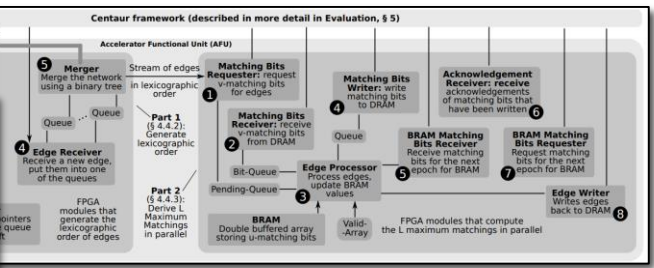 Centaur framework (described in more detail in Evaluation, § 5)
Accelerator Functional Unit (AFU)
5
Merger
Merge the network
using a binary tree
Queue
Queue
4
Edge Receiver
Receive a new edge,
put them into one
of the queues
ointers
queue
ft
FPGA
modules that
generate the
lexicographic
order of edges
Stream of edges
in lexicographic
order
Part 1
(§ 4.4.2):
Generate
lexicographic
order
Part 2
(§ 4.4.3):
Derive L
Maximum
Matchings
in parallel
Matching Bits
Requester: request
v-matching bits
for edges
1
Matching Bits
Receiver: receive
v-matching bits
from DRAM
2
Bit-Queue
Pending-Queue
Matching Bits
Writer: write
matching bits
to DRAM
4
Queue
Edge Processor
Process edges,
update BRAM
values
3
BRAM
Double buffered array
storing u-matching bits
Valid-
-Array
Acknowledgement
Receiver: receive
acknowledgements
of matching bits that
have been written
6
BRAM Matching
Bits Receiver
Receive matching
bits for the next
epoch for BRAM
5
BRAM Matching
Bits Requester
Request matching
bits for the next
epoch for BRAM
7
Edge Writer
Writes edges
back to DRAM
8
FPGA modules that compute
the L maximum matchings in parallel